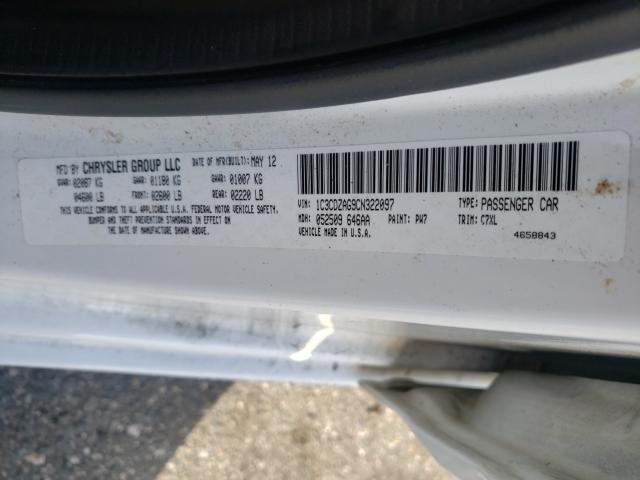 MFD BY CHRYSLER GROUP LLC DATE OF MFR(BUILT): MAY 12
GVWR: 02087 KG GAWR: 01180 KG GAWR: 01007 KG
04600 LB FRONT: 02600 LB REAR: 02220 LB
THIS VEHICLE CONFORMS TO ALL APPLICABLE U.S.A. FEDERAL MOTOR VEHICLE SAFETY,
BUMPER AND THEFT PREVENTION STANDARDS IN EFFECT ON
THE DATE OF MANUFACTURE SHOWN ABOVE.
VIN: 1C3CDZAG9CN322097 TYPE: PASSENGER CAR
MDH: 052509 646AA PAINT: PW7 TRIM: C7XL
VEHICLE MADE IN U.S.A. 4658843